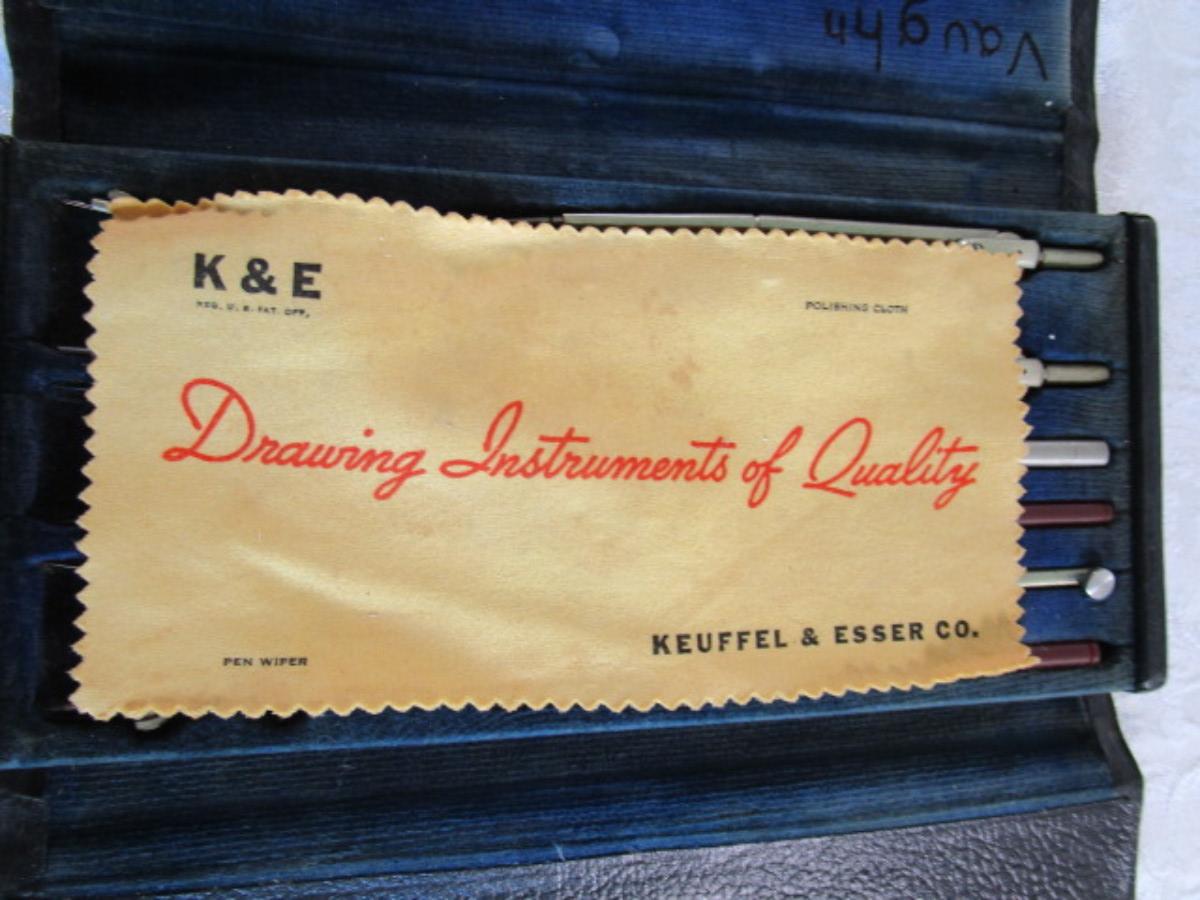 Vaughn
K & E
REG. U. S. PAT. OFF.
POLISHING CLOTH
Drawing Instruments of Quality
KEUFFEL & ESSER CO.
PEN WIPER